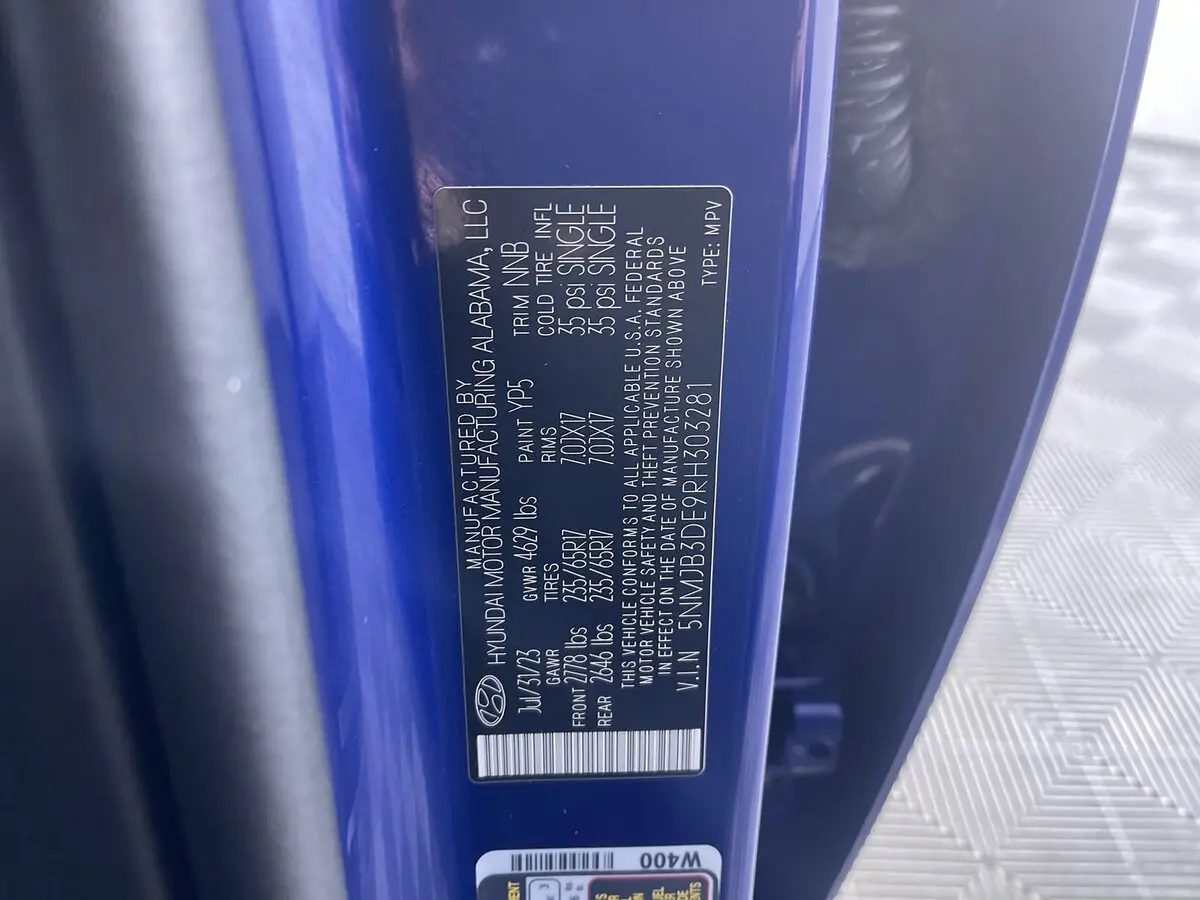 MANUFACTURED BY
HYUNDAI MOTOR MANUFACTURING ALABAMA, LLC
Jul/31/23 GVWR 4629 lbs PAINT YP5 TRIM NNB
GAWR TIRES RIMS COLD TIRE INFL
FRONT 2778 lbs 235/65R17 7.0JX17 35 psi SINGLE
REAR 2646 lbs 235/65R17 7.0JX17 35 psi SINGLE
THIS VEHICLE CONFORMS TO ALL APPLICABLE U.S.A. FEDERAL
MOTOR VEHICLE SAFETY AND THEFT PREVENTION STANDARDS
IN EFFECT ON THE DATE OF MANUFACTURE SHOWN ABOVE
V.I.N 5NMJB3DE9RH303281 TYPE: MPV
W400